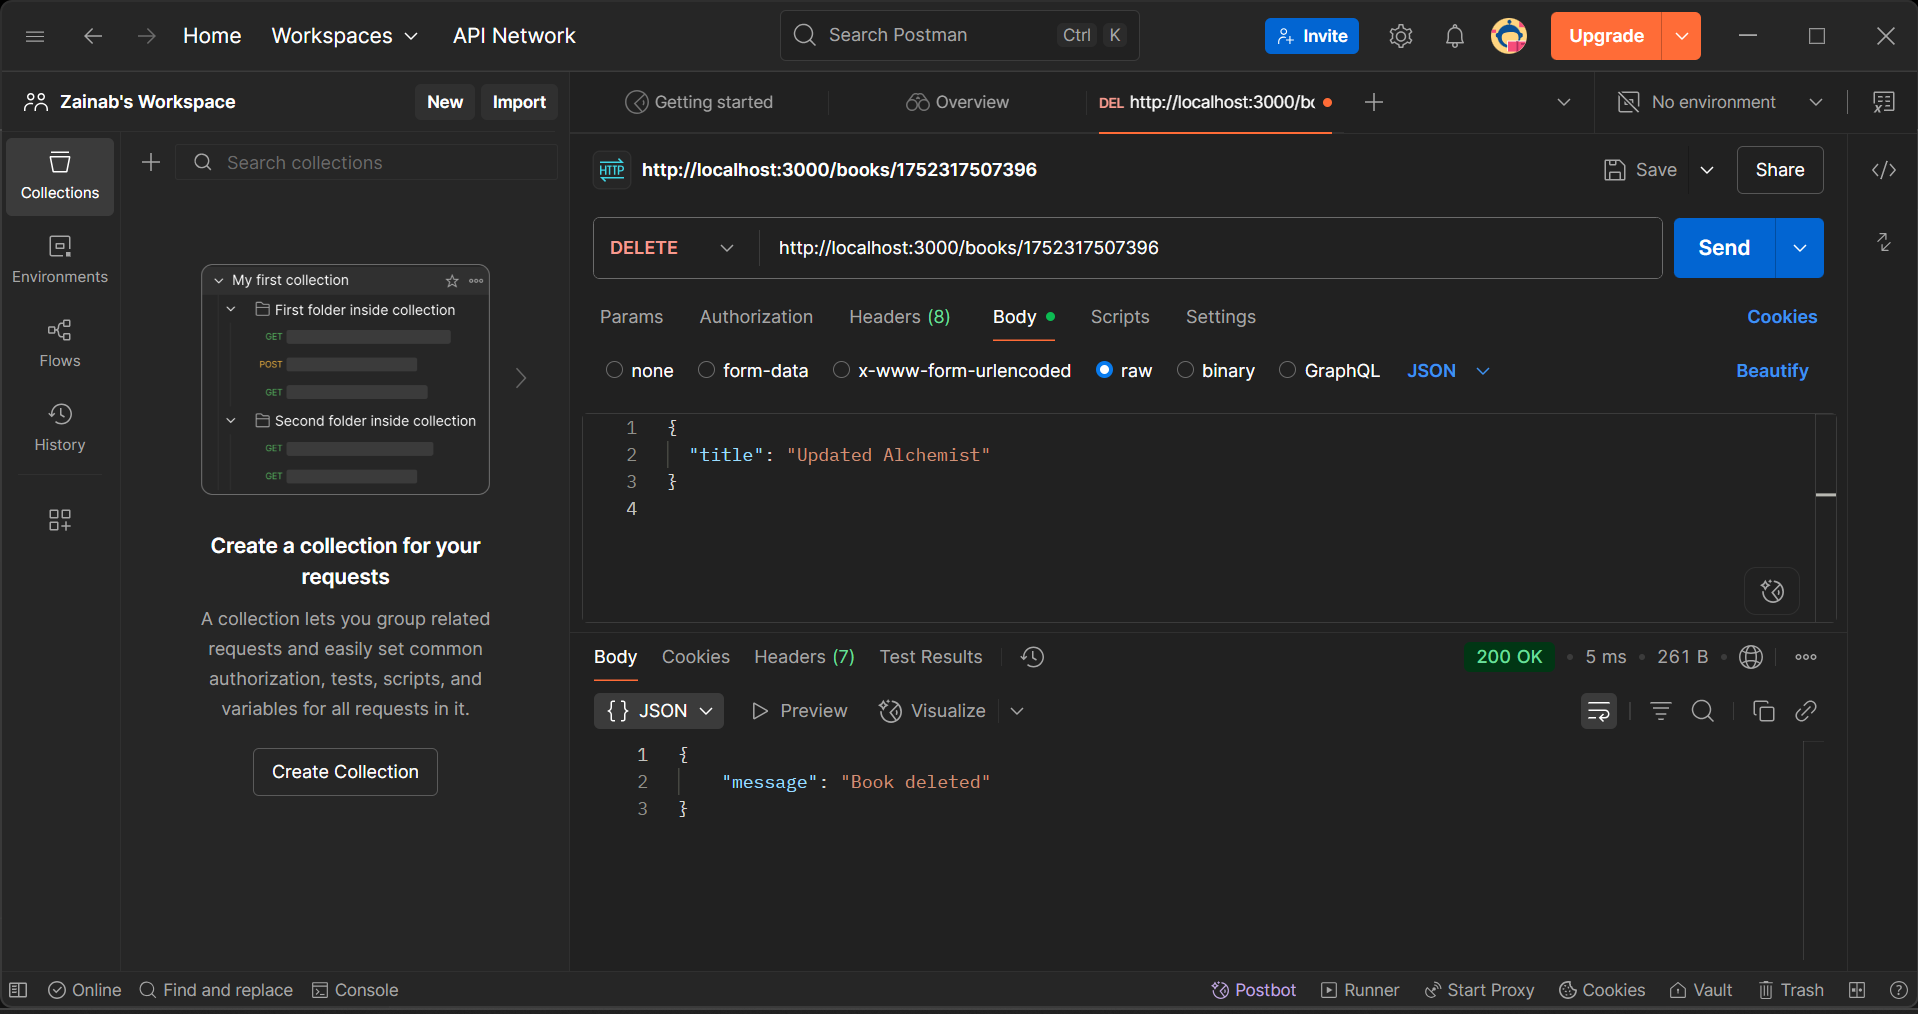 Home Workspaces API Network Search Postman Ctrl K Invite Upgrade
Zainab's Workspace New Import
Getting started Overview DEL http://localhost:3000/bo No environment
Collections
Environments
Flows
History
Search collections
My first collection
First folder inside collection
GET
POST
GET
Second folder inside collection
GET
GET
Create a collection for your
requests
A collection lets you group related
requests and easily set common
authorization, tests, scripts, and
variables for all requests in it.
Create Collection
HTTP http://localhost:3000/books/1752317507396 Save Share
DELETE http://localhost:3000/books/1752317507396 Send
Params Authorization Headers (8) Body Scripts Settings Cookies
none form-data x-www-form-urlencoded raw binary GraphQL JSON Beautify
1 {
2 "title": "Updated Alchemist"
3 }
4
Body Cookies Headers (7) Test Results 200 OK • 5 ms • 261 B •
{} JSON Preview Visualize
1 {
2 "message": "Book deleted"
3 }
Online Find and replace Console Postbot Runner Start Proxy Cookies Vault Trash